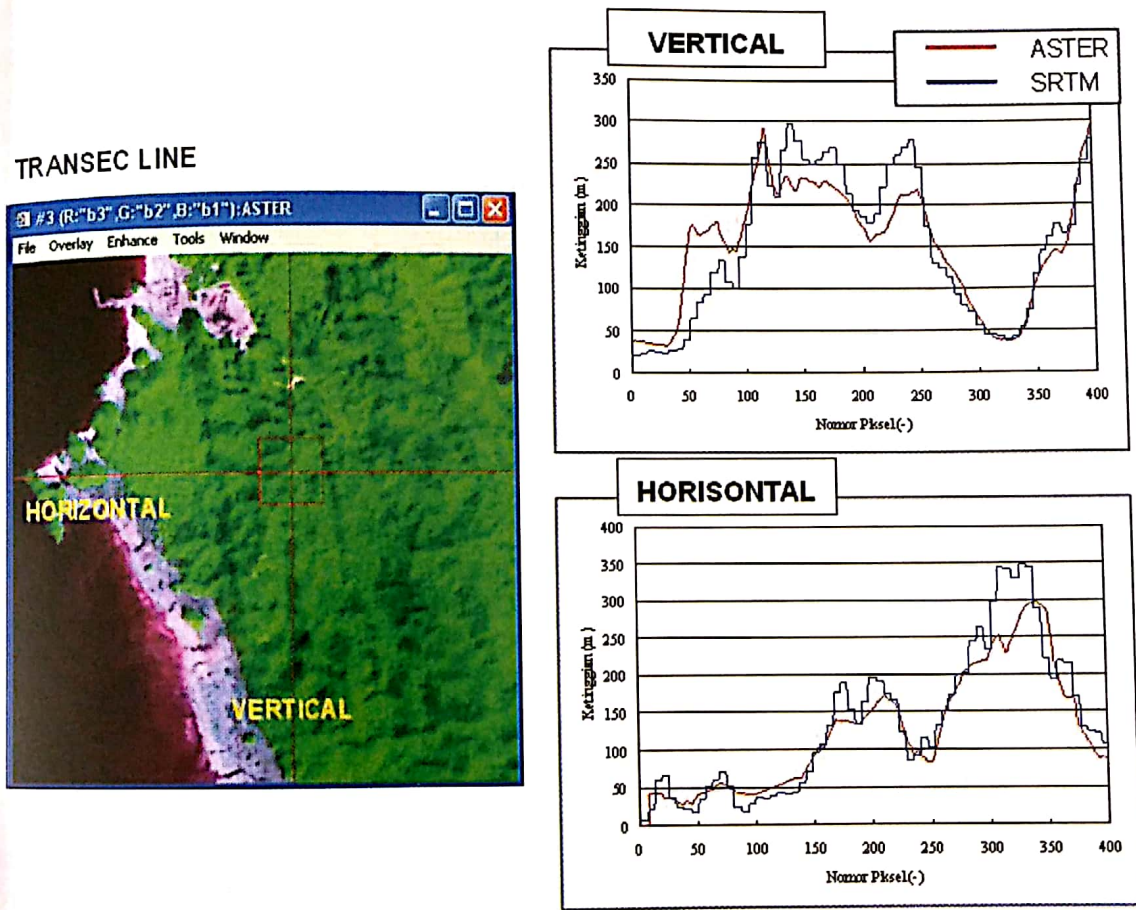 TRANSEC LINE
#3 (R:"b3",G:"b2",B:"b1"):ASTER
File Overlay Enhance Tools Window
HORIZONTAL
VERTICAL
VERTICAL
ASTER
SRTM
350
300
250
200
150
100
50
0
Ketinggian (m)
0 50 100 150 200 250 300 350 400
Nomor Piksel(-)
HORISONTAL
400
350
300
250
200
150
100
50
0
Ketinggian (m)
0 50 100 150 200 250 300 350 400
Nomor Piksel(-)